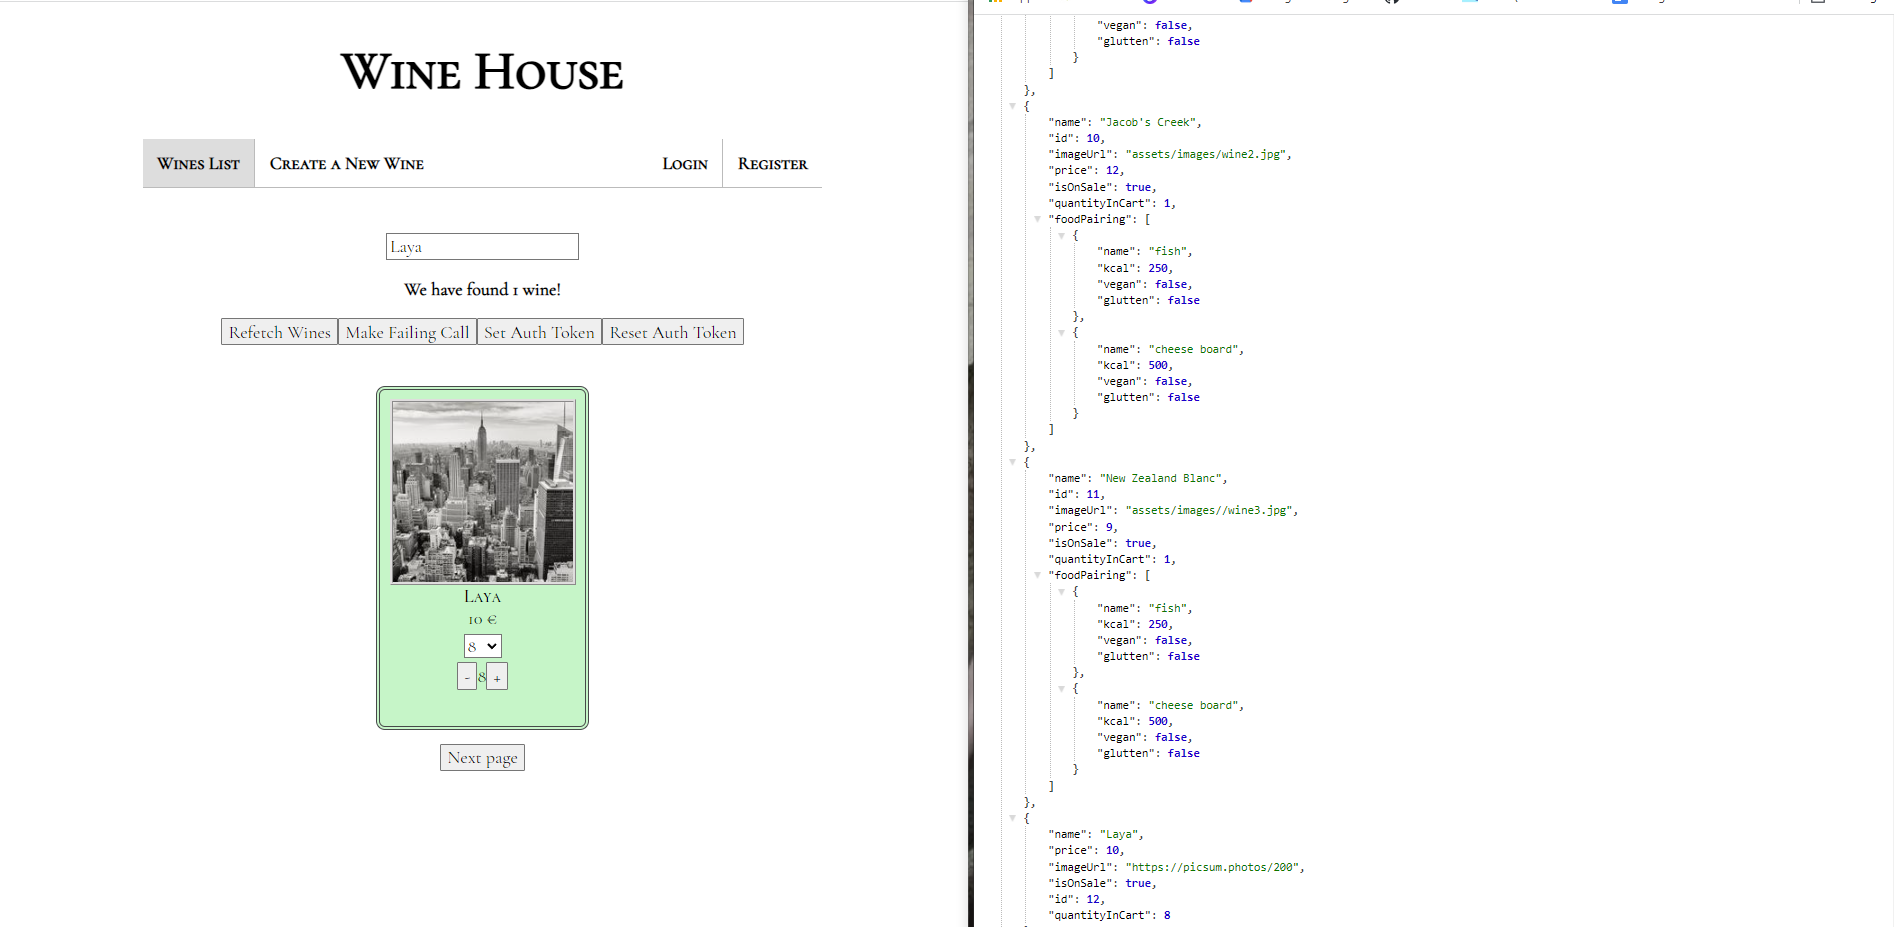 Wine House
Wines List
Create a New Wine
Login
Register
Laya
We have found 1 wine!
Refetch Wines
Make Failing Call
Set Auth Token
Reset Auth Token
Laya
10 €
8
- 8 +
Next page
"vegan": false,
"glutten": false
}
]
},
{
"name": "Jacob's Creek",
"id": 10,
"imageUrl": "assets/images/wine2.jpg",
"price": 12,
"isOnSale": true,
"quantityInCart": 1,
"foodPairing": [
{
"name": "fish",
"kcal": 250,
"vegan": false,
"glutten": false
},
{
"name": "cheese board",
"kcal": 500,
"vegan": false,
"glutten": false
}
]
},
{
"name": "New Zealand Blanc",
"id": 11,
"imageUrl": "assets/images//wine3.jpg",
"price": 9,
"isOnSale": true,
"quantityInCart": 1,
"foodPairing": [
{
"name": "fish",
"kcal": 250,
"vegan": false,
"glutten": false
},
{
"name": "cheese board",
"kcal": 500,
"vegan": false,
"glutten": false
}
]
},
{
"name": "Laya",
"price": 10,
"imageUrl": "https://picsum.photos/200",
"isOnSale": true,
"id": 12,
"quantityInCart": 8